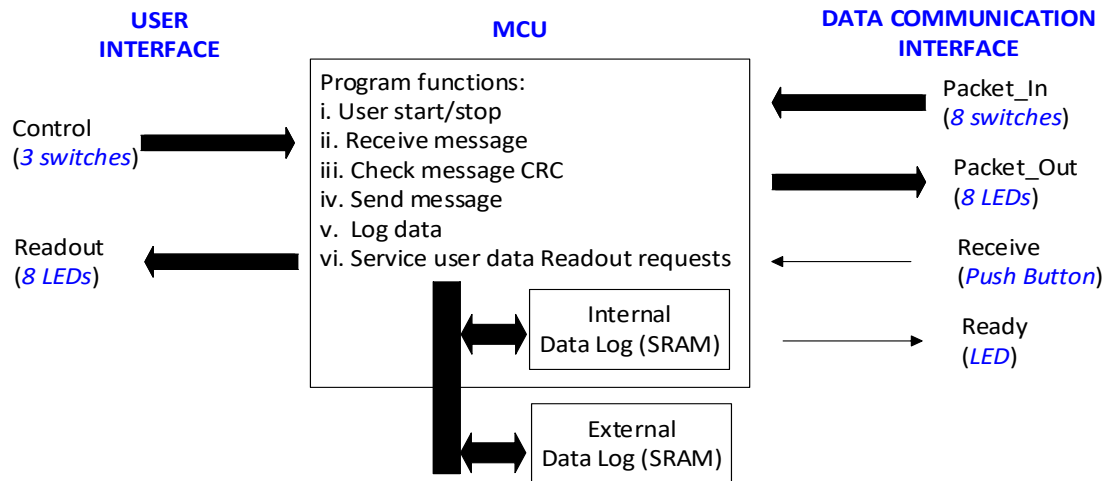 USER
INTERFACE
MCU
DATA COMMUNICATION
INTERFACE
Control
(3 switches)
Readout
(8 LEDs)
Program functions:
i. User start/stop
ii. Receive message
iii. Check message CRC
iv. Send message
v. Log data
vi. Service user data Readout requests
Internal
Data Log (SRAM)
External
Data Log (SRAM)
Packet_In
(8 switches)
Packet_Out
(8 LEDs)
Receive
(Push Button)
Ready
(LED)